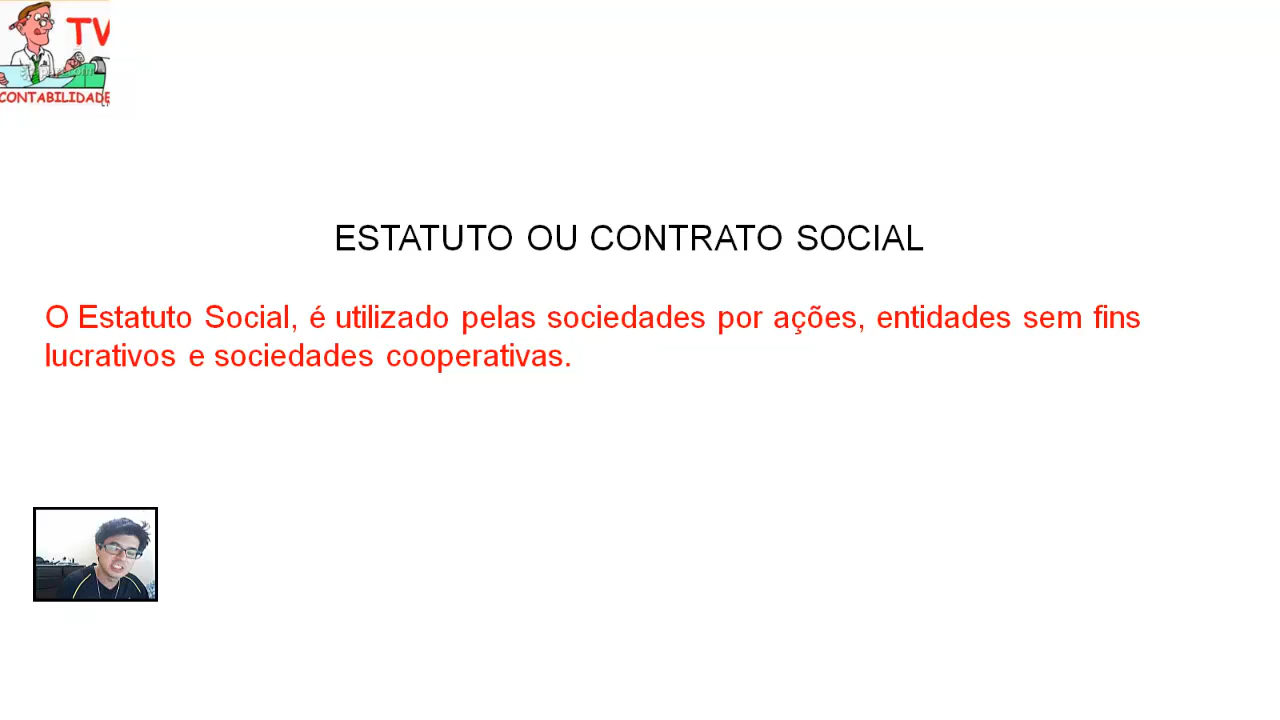 TV
CONTABILIDADE
ESTATUTO OU CONTRATO SOCIAL
O Estatuto Social, é utilizado pelas sociedades por ações, entidades sem fins
lucrativos e sociedades cooperativas.